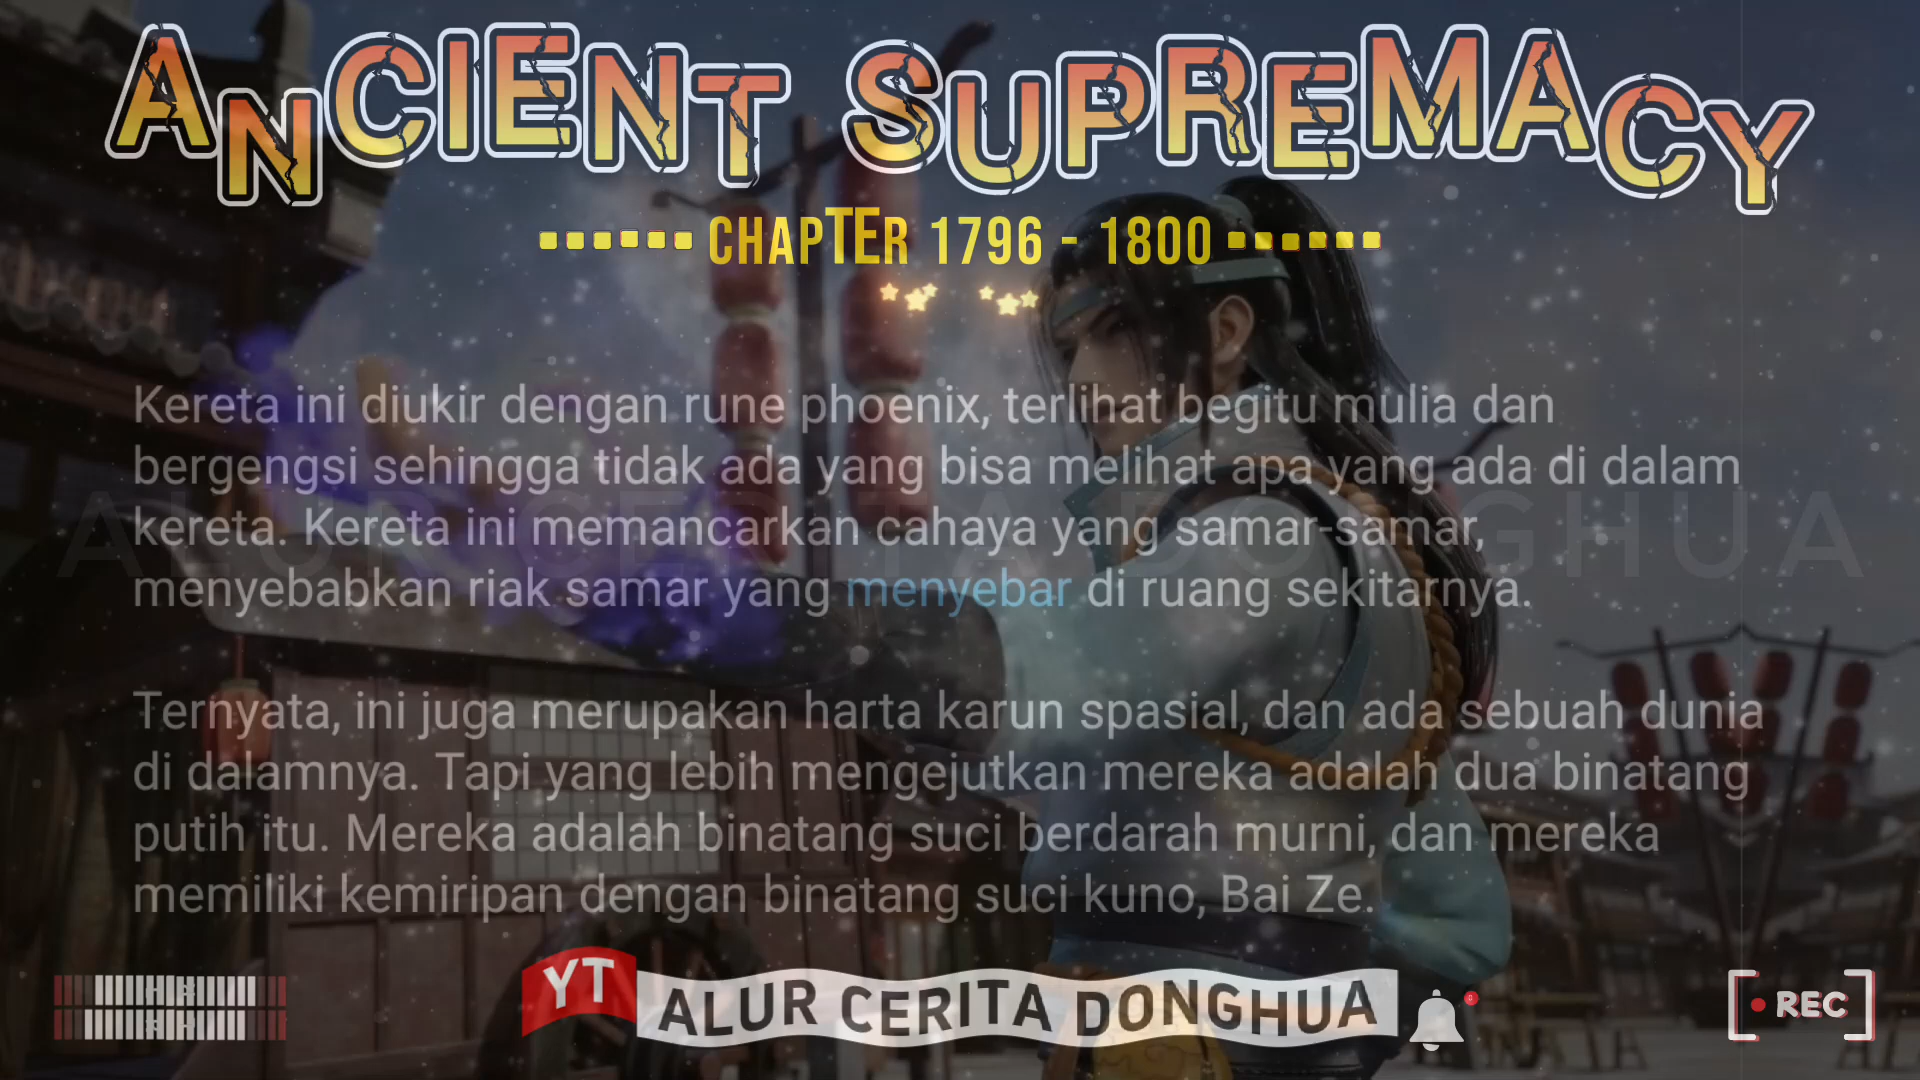 ANCIENT SUPREMACY
CHAPTER 1796 - 1800
Kereta ini diukir dengan rune phoenix, terlihat begitu mulia dan
bergengsi sehingga tidak ada yang bisa melihat apa yang ada di dalam
kereta. Kereta ini memancarkan cahaya yang samar-samar,
menyebabkan riak samar yang menyebar di ruang sekitarnya.
ALUR CERITA DONGHUA
Ternyata, ini juga merupakan harta karun spasial, dan ada sebuah dunia
di dalamnya. Tapi yang lebih mengejutkan mereka adalah dua binatang
putih itu. Mereka adalah binatang suci berdarah murni, dan mereka
memiliki kemiripan dengan binatang suci kuno, Bai Ze.
YT ALUR CERITA DONGHUA
REC